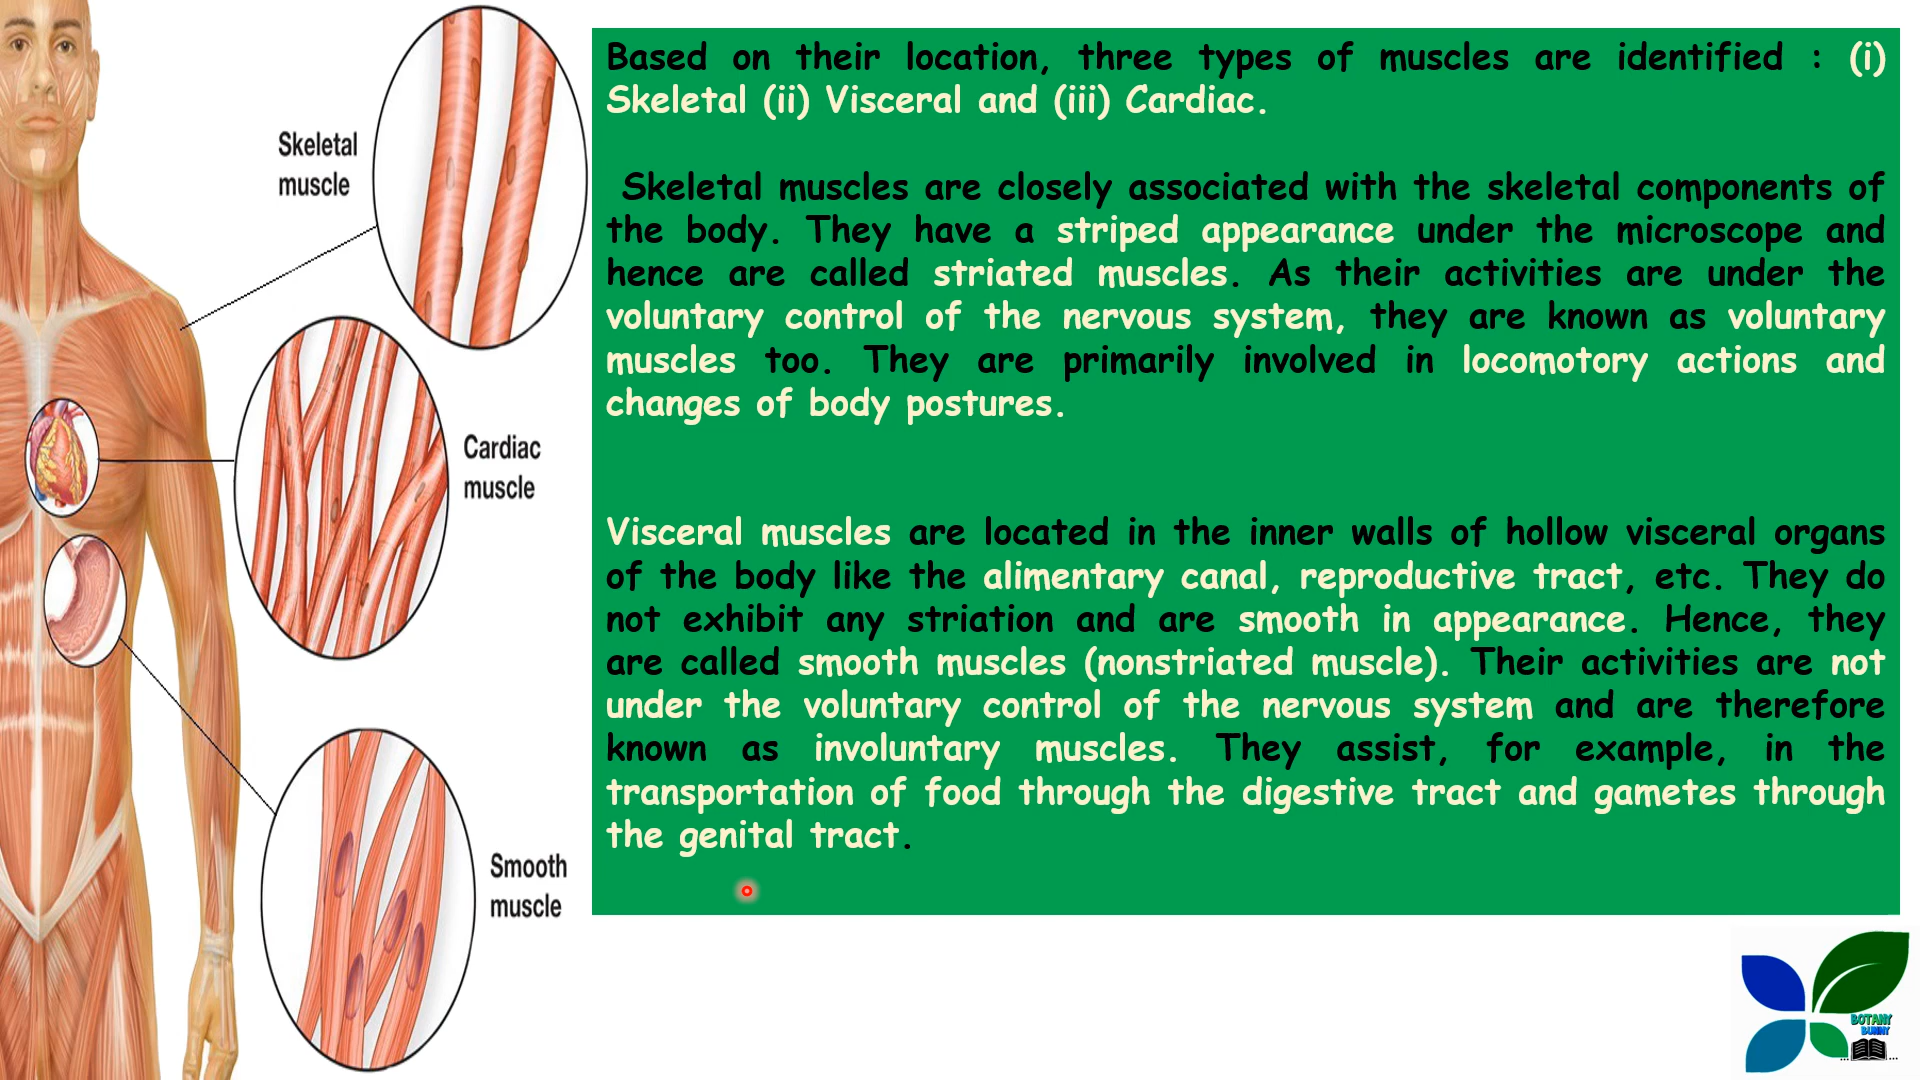 Skeletal
muscle
Cardiac
muscle
Smooth
muscle
Based on their location, three types of muscles are identified : (i)
Skeletal (ii) Visceral and (iii) Cardiac.
Skeletal muscles are closely associated with the skeletal components of
the body. They have a striped appearance under the microscope and
hence are called striated muscles. As their activities are under the
voluntary control of the nervous system, they are known as voluntary
muscles too. They are primarily involved in locomotory actions and
changes of body postures.
Visceral muscles are located in the inner walls of hollow visceral organs
of the body like the alimentary canal, reproductive tract, etc. They do
not exhibit any striation and are smooth in appearance. Hence, they
are called smooth muscles (nonstriated muscle). Their activities are not
under the voluntary control of the nervous system and are therefore
known as involuntary muscles. They assist, for example, in the
transportation of food through the digestive tract and gametes through
the genital tract.
BOTANY
BUNNY